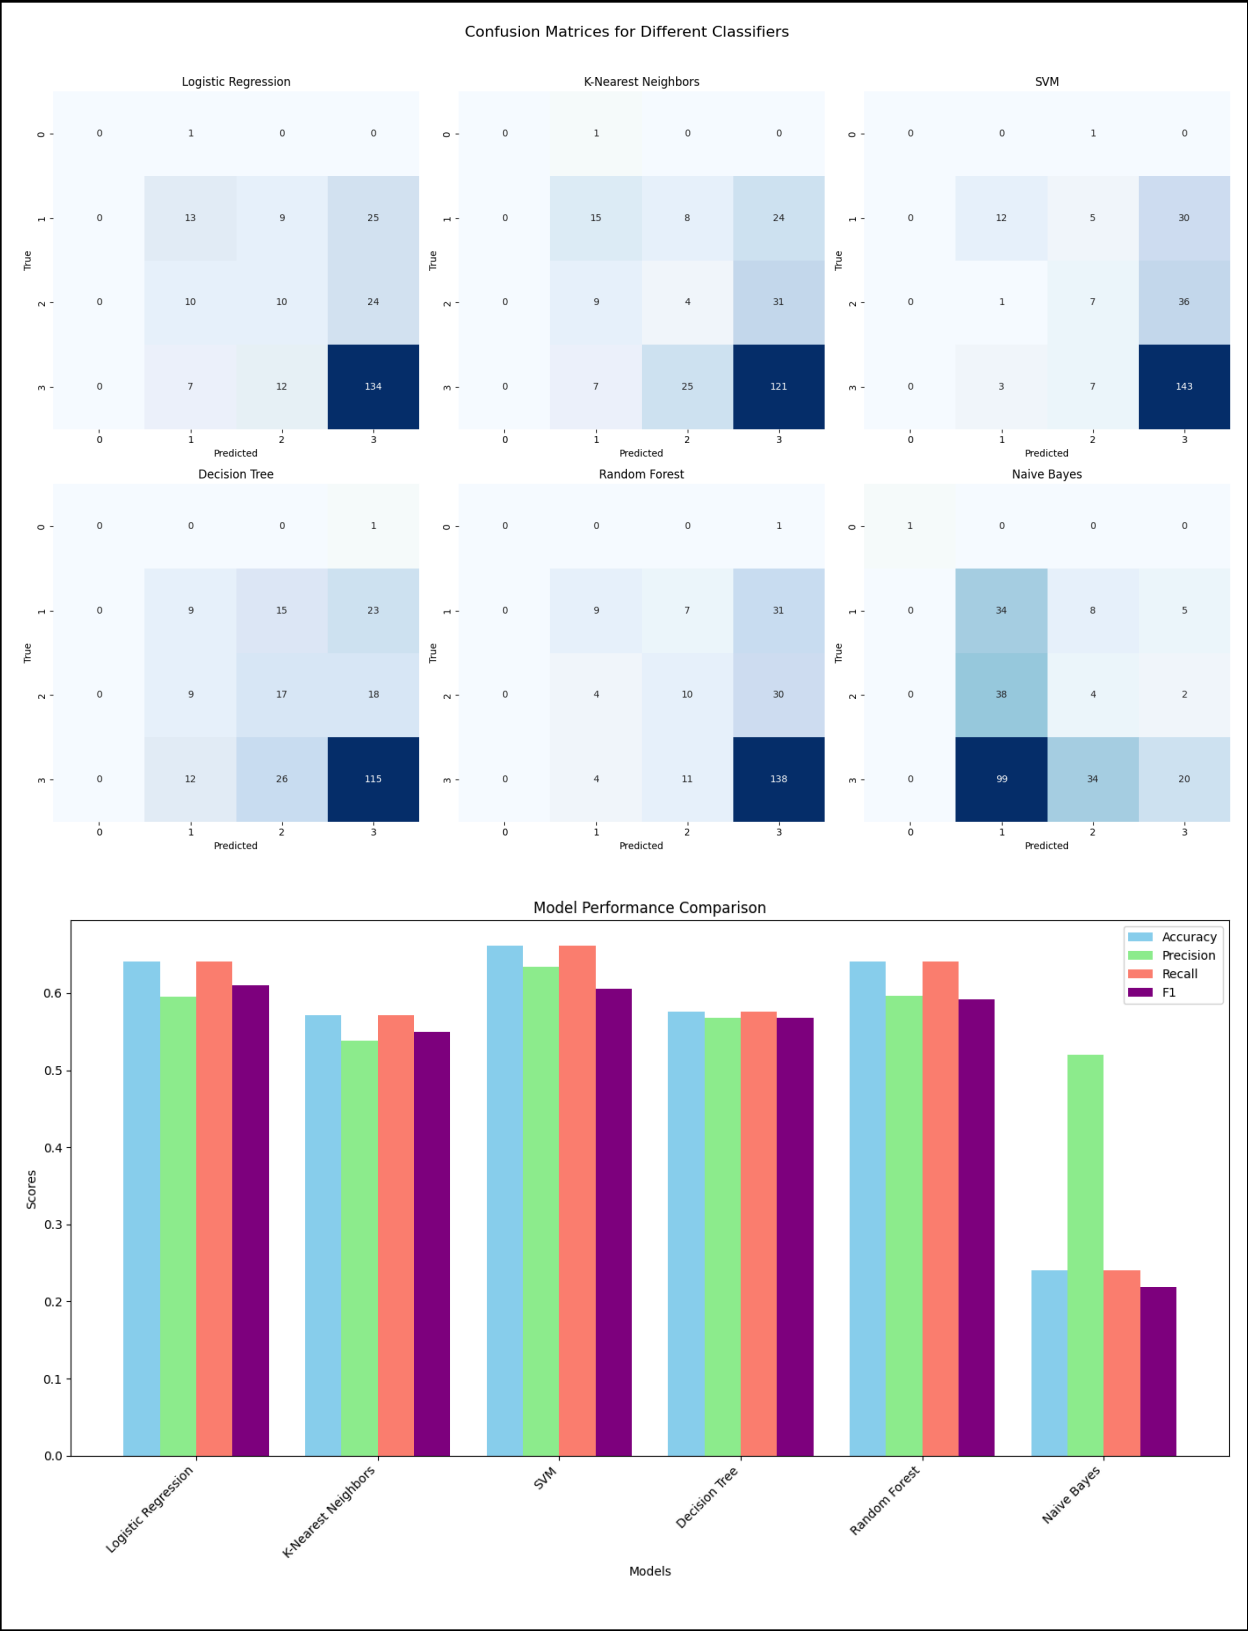 Confusion Matrices for Different Classifiers
Logistic Regression K-Nearest Neighbors SVM
0 0 1 0 0 0 0 1 0 0 0 0 0 1 0
1 0 13 9 25 1 0 15 8 24 1 0 12 5 30
True True True
2 0 10 10 24 2 0 9 4 31 2 0 1 7 36
3 0 7 12 134 3 0 7 25 121 3 0 3 7 143
0 1 2 3 0 1 2 3 0 1 2 3
Predicted Predicted Predicted
Decision Tree Random Forest Naive Bayes
0 0 0 0 1 0 0 0 0 1 0 1 0 0 0
1 0 9 15 23 1 0 9 7 31 1 0 34 8 5
True True True
2 0 9 17 18 2 0 4 10 30 2 0 38 4 2
3 0 12 26 115 3 0 4 11 138 3 0 99 34 20
0 1 2 3 0 1 2 3 0 1 2 3
Predicted Predicted Predicted
Model Performance Comparison
Accuracy
Precision
Recall
F1
0.6
0.5
0.4
0.3
0.2
0.1
0.0
Scores
Logistic Regression
K-Nearest Neighbors
SVM
Decision Tree
Random Forest
Naive Bayes
Models